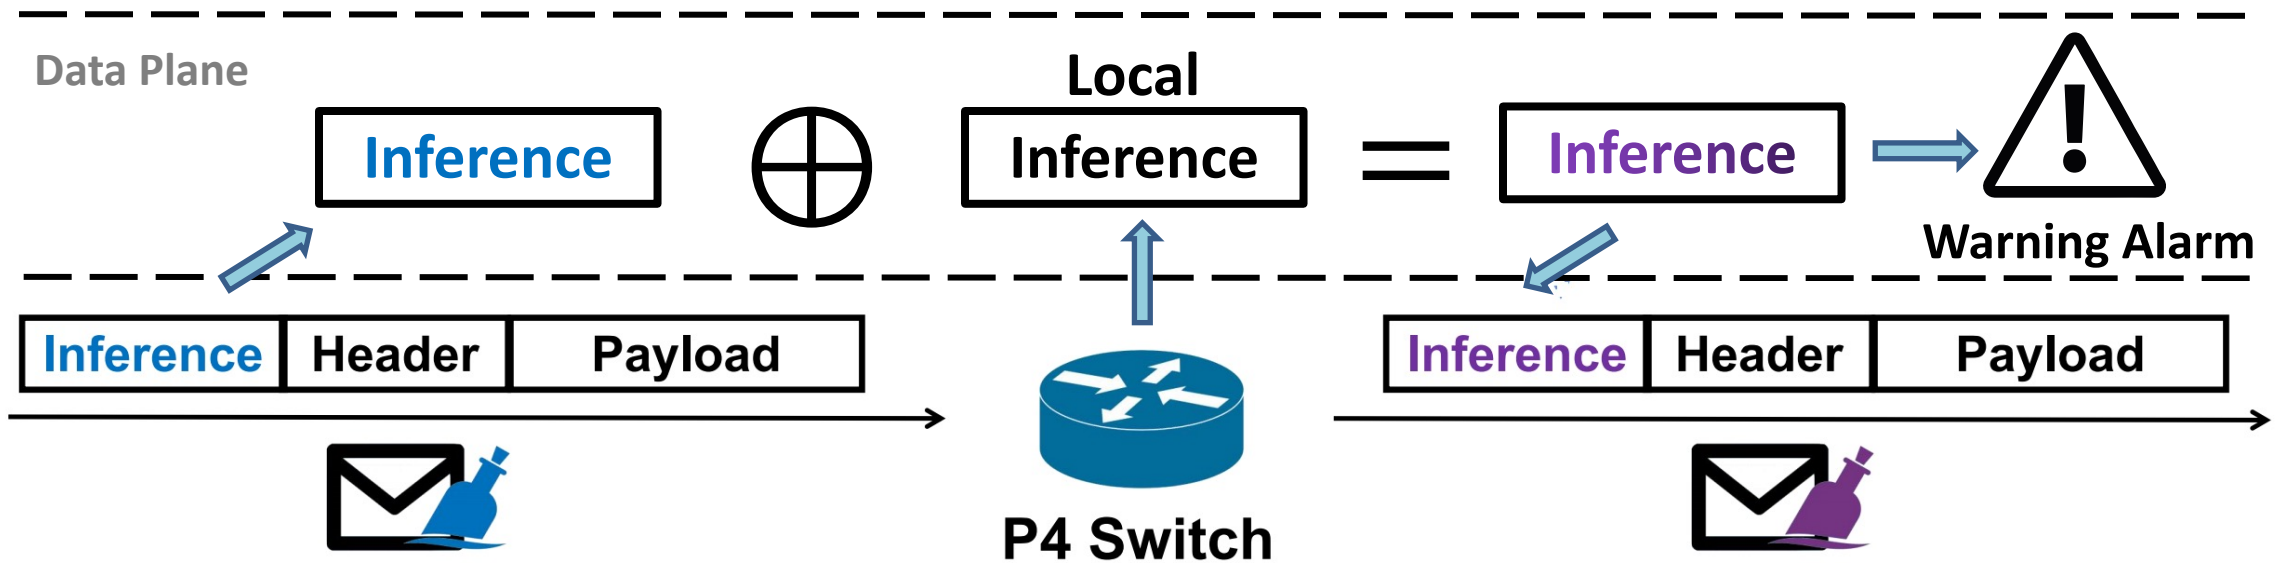 Data Plane
Local
Inference
Inference
Inference
Warning Alarm
Inference Header Payload
Inference Header Payload
P4 Switch